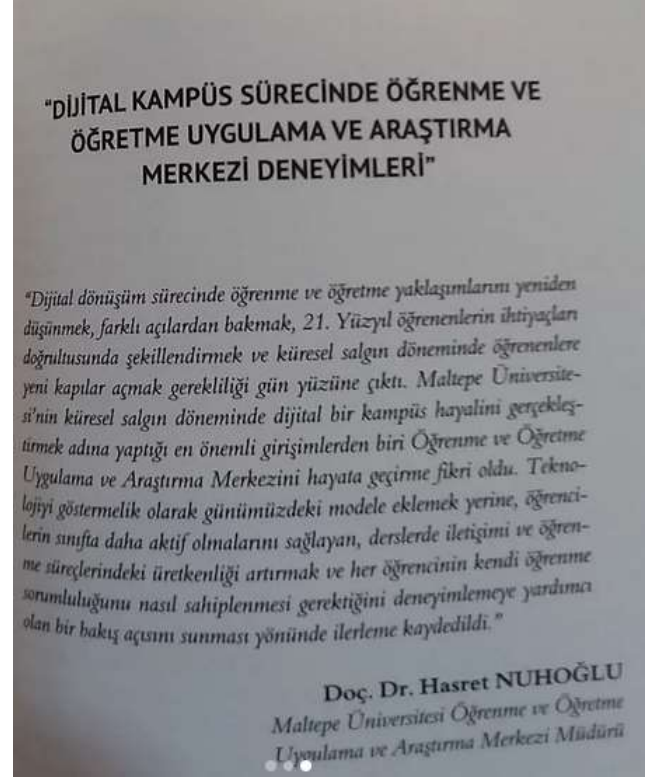 "DİJİTAL KAMPÜS SÜRECİNDE ÖĞRENME VE
ÖĞRETME UYGULAMA VE ARAŞTIRMA
MERKEZİ DENEYİMLERİ"
"Dijital dönüşüm sürecinde öğrenme ve öğretme yaklaşımlarını yeniden
düşünmek, farklı açılardan bakmak, 21. Yüzyıl öğrenenlerin ihtiyaçları
doğrultusunda şekillendirmek ve küresel salgın döneminde öğrenenlere
yeni kapılar açmak gerekliliği gün yüzüne çıktı. Maltepe Üniversite-
si'nin küresel salgın döneminde dijital bir kampüs hayalini gerçekleş-
tirmek adına yaptığı en önemli girişimlerden biri Öğrenme ve Öğretme
Uygulama ve Araştırma Merkezini hayata geçirme fikri oldu. Tekno-
lojiyi göstermelik olarak günümüzdeki modele eklemek yerine, öğrenci-
lerin sınıfta daha aktif olmalarını sağlayan, derslerde iletişimi ve öğren-
me süreçlerindeki üretkenliği artırmak ve her öğrencinin kendi öğrenme
sorumluluğunu nasıl sahiplenmesi gerektiğini deneyimlemeye yardımcı
olan bir bakış açısını sunması yönünde ilerleme kaydedildi."
Doç. Dr. Hasret NUHOĞLU
Maltepe Üniversitesi Öğrenme ve Öğretme
Uygulama ve Araştırma Merkezi Müdürü